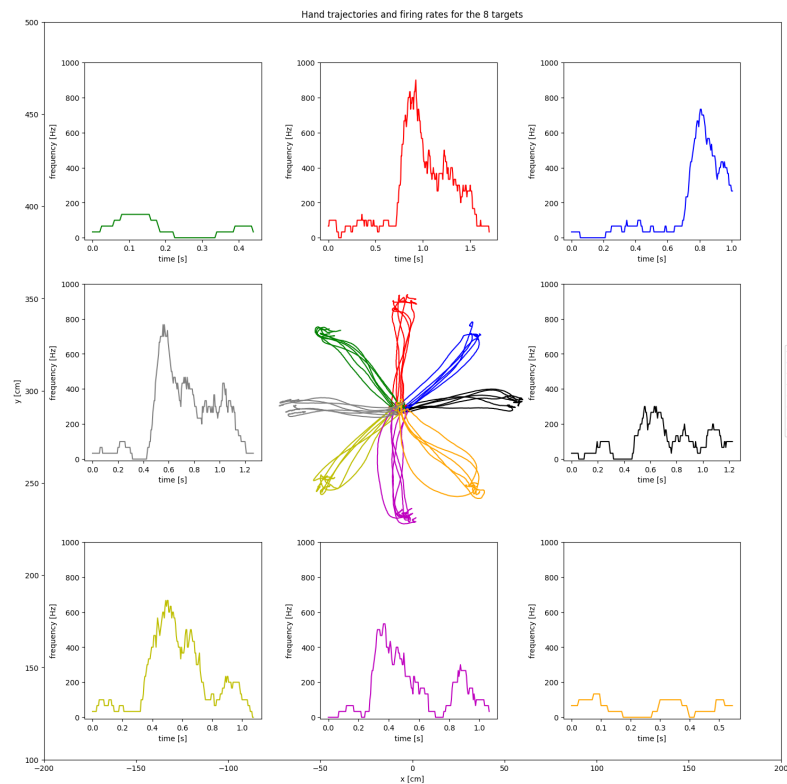 Hand trajectories and firing rates for the 8 targets
500
450
400
350
300
250
200
150
100
y [cm]
−200
−150
−100
−50
0
50
100
150
200
x [cm]
1000
800
600
400
200
0
frequency [Hz]
0.0 0.1 0.2 0.3 0.4
time [s]
1000
800
600
400
200
0
frequency [Hz]
0.0 0.5 1.0 1.5
time [s]
1000
800
600
400
200
0
frequency [Hz]
0.0 0.2 0.4 0.6 0.8 1.0
time [s]
1000
800
600
400
200
0
frequency [Hz]
0.0 0.2 0.4 0.6 0.8 1.0 1.2
time [s]
1000
800
600
400
200
0
frequency [Hz]
0.0 0.2 0.4 0.6 0.8 1.0 1.2
time [s]
1000
800
600
400
200
0
frequency [Hz]
0.0 0.2 0.4 0.6 0.8 1.0
time [s]
1000
800
600
400
200
0
frequency [Hz]
0.0 0.2 0.4 0.6 0.8 1.0
time [s]
1000
800
600
400
200
0
frequency [Hz]
0.0 0.1 0.2 0.3 0.4 0.5
time [s]